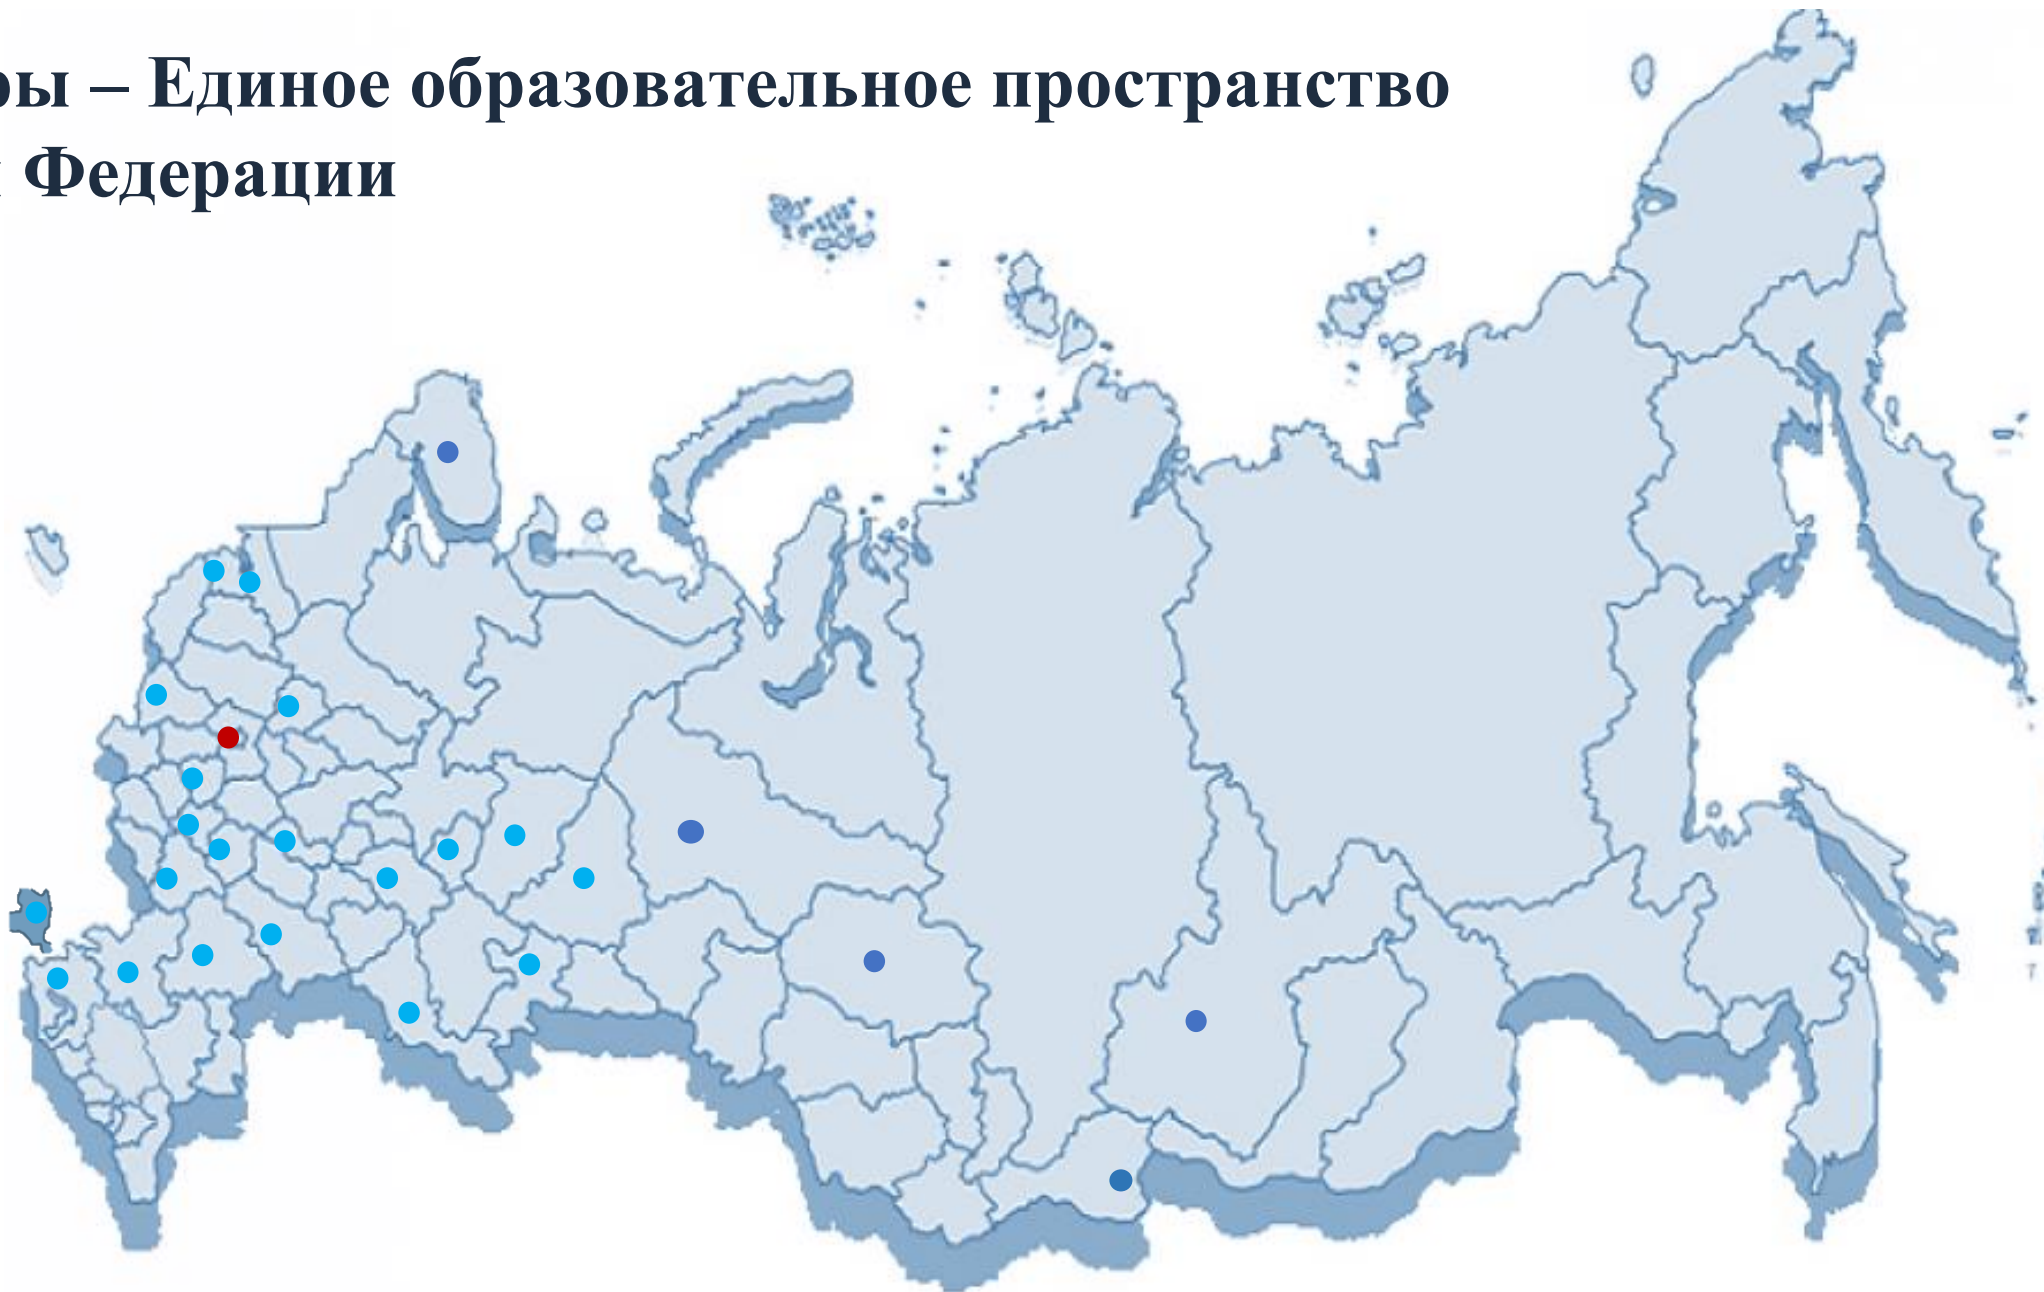 ры – Единое образовательное пространство
Федерации